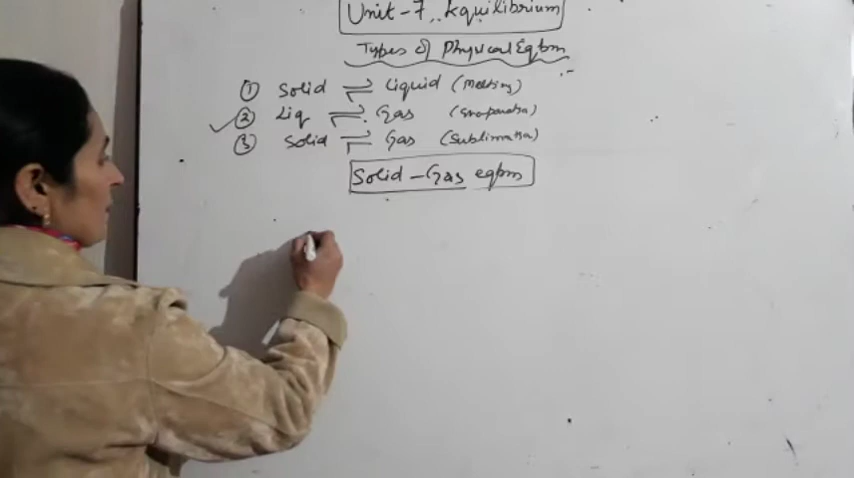 Unit-7, Equilibrium
Types of Physical Eqbm
① Solid ⇌ Liquid (Melting)
② Liq ⇌ Gas (Evaporation)
③ Solid ⇌ Gas (Sublimation)
Solid - Gas eqbm